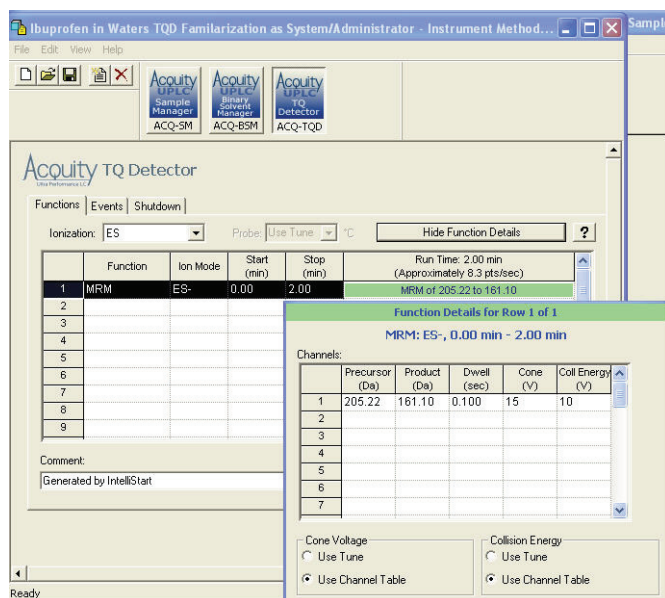 Ibuprofen in Waters TQD Familarization as System/Administrator - Instrument Method...
Sampl
File Edit View Help
Acquity UPLC Sample Manager
Acquity UPLC Binary Solvent Manager
Acquity UPLC TQ Detector
ACQ-SM ACQ-BSM ACQ-TQD
Acquity TQ Detector
Ultra Performance LC
Functions Events Shutdown
Ionization: ES Probe: Use Tune °C Hide Function Details ?
Function Ion Mode Start (min) Stop (min) Run Time: 2.00 min (Approximately 8.3 pts/sec)
1 MRM ES- 0.00 2.00 MRM of 205.22 to 161.10
2
3
4
5
6
7
8
9
Comment:
Generated by IntelliStart
Function Details for Row 1 of 1
MRM: ES-, 0.00 min - 2.00 min
Channels:
Precursor (Da) Product (Da) Dwell (sec) Cone (V) Coll Energy (V)
1 205.22 161.10 0.100 15 10
2
3
4
5
6
7
Cone Voltage
Use Tune
Use Channel Table
Collision Energy
Use Tune
Use Channel Table
Ready